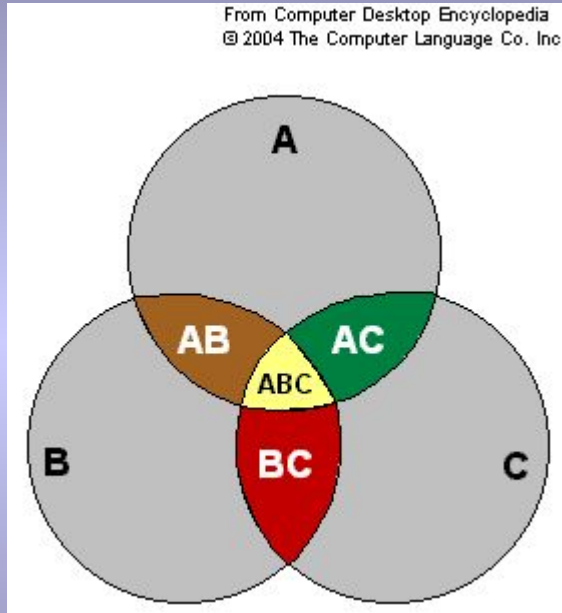 From Computer Desktop Encyclopedia
© 2004 The Computer Language Co. Inc
A
AB
AC
ABC
B
BC
C